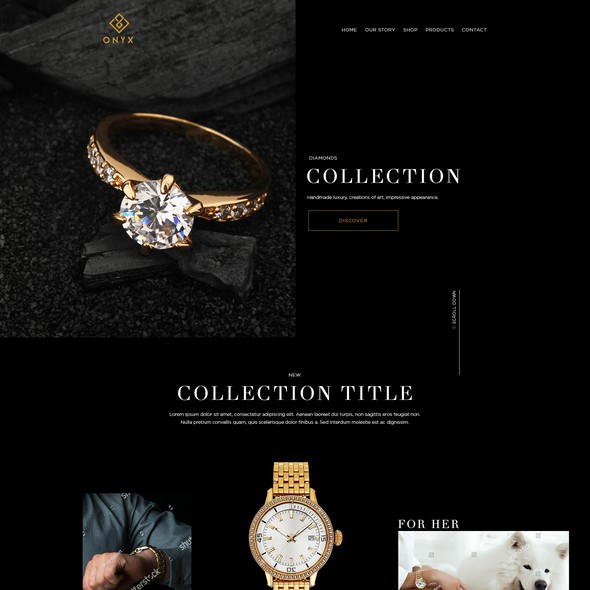 ONYX
HOME OUR STORY SHOP PRODUCTS CONTACT
DIAMONDS
COLLECTION
Handmade luxury, creations of art, impressive appearance.
DISCOVER
SCROLL DOWN
NEW
COLLECTION TITLE
Lorem ipsum dolor sit amet, consectetur adipiscing elit. Aenean laoreet dui turpis, non sagittis eros feugiat non.
Nulla pretium convallis quam, quis scelerisque dolor finibus a. Sed interdum molestie est ac dignissim.
FOR HER